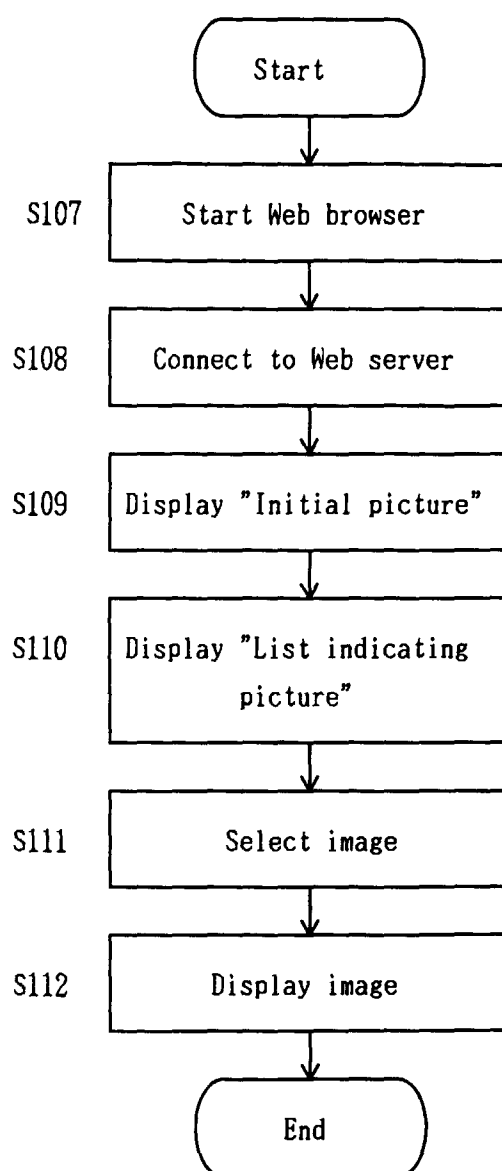 Start
S107 Start Web browser
S108 Connect to Web server
S109 Display "Initial picture"
S110 Display "List indicating
picture"
S111 Select image
S112 Display image
End